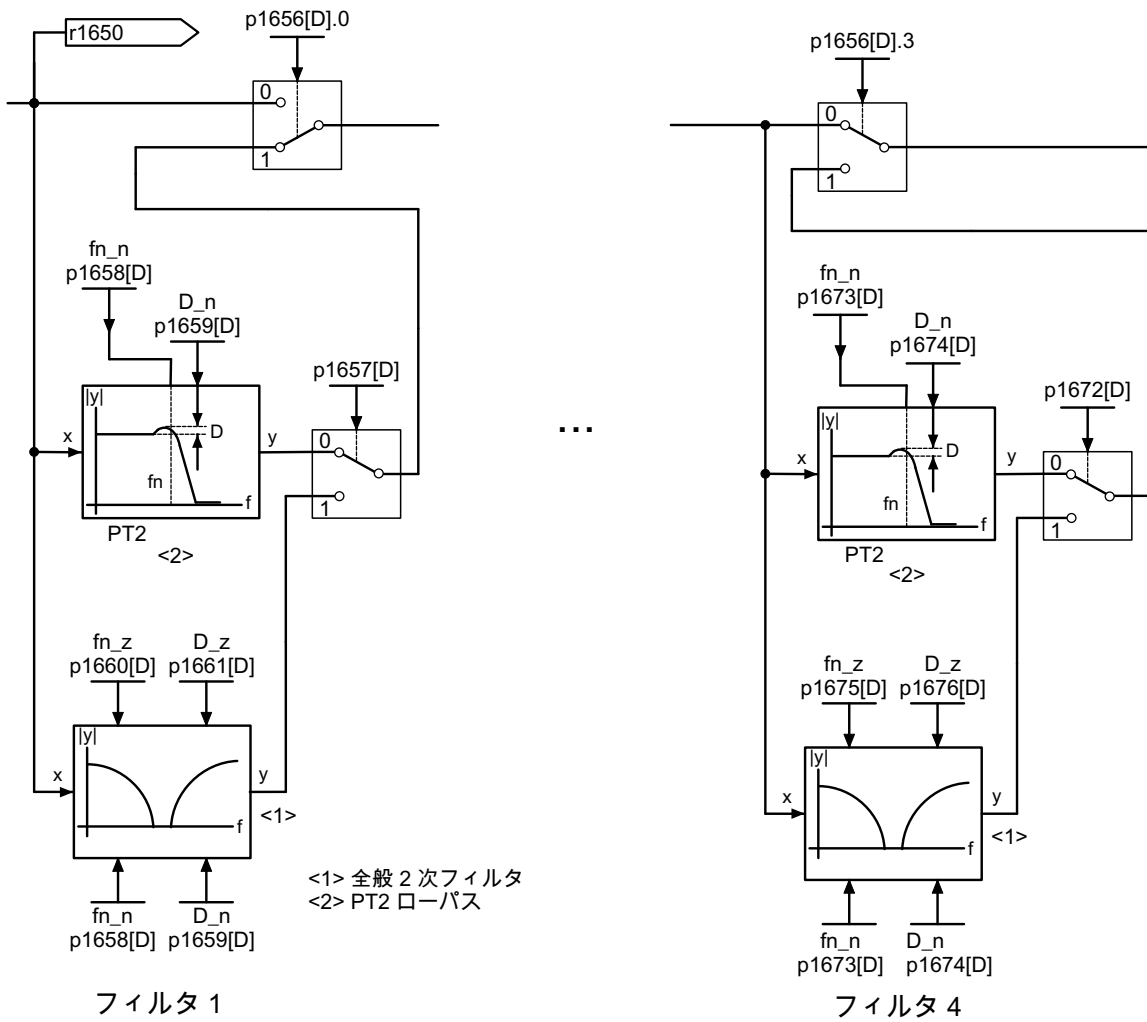 r1650
p1656[D].0
0
1
fn_n
p1658[D]
D_n
p1659[D]
p1657[D]
|y|
x
D
fn
f
y
0
1
PT2
<2>
fn_z
p1660[D]
D_z
p1661[D]
|y|
x
f
y
<1>
fn_n
p1658[D]
D_n
p1659[D]
<1> 全般 2 次フィルタ
<2> PT2 ローパス
フィルタ 1
...
p1656[D].3
0
1
fn_n
p1673[D]
D_n
p1674[D]
p1672[D]
|y|
x
D
fn
f
y
0
1
PT2
<2>
fn_z
p1675[D]
D_z
p1676[D]
|y|
x
f
y
<1>
fn_n
p1673[D]
D_n
p1674[D]
フィルタ 4